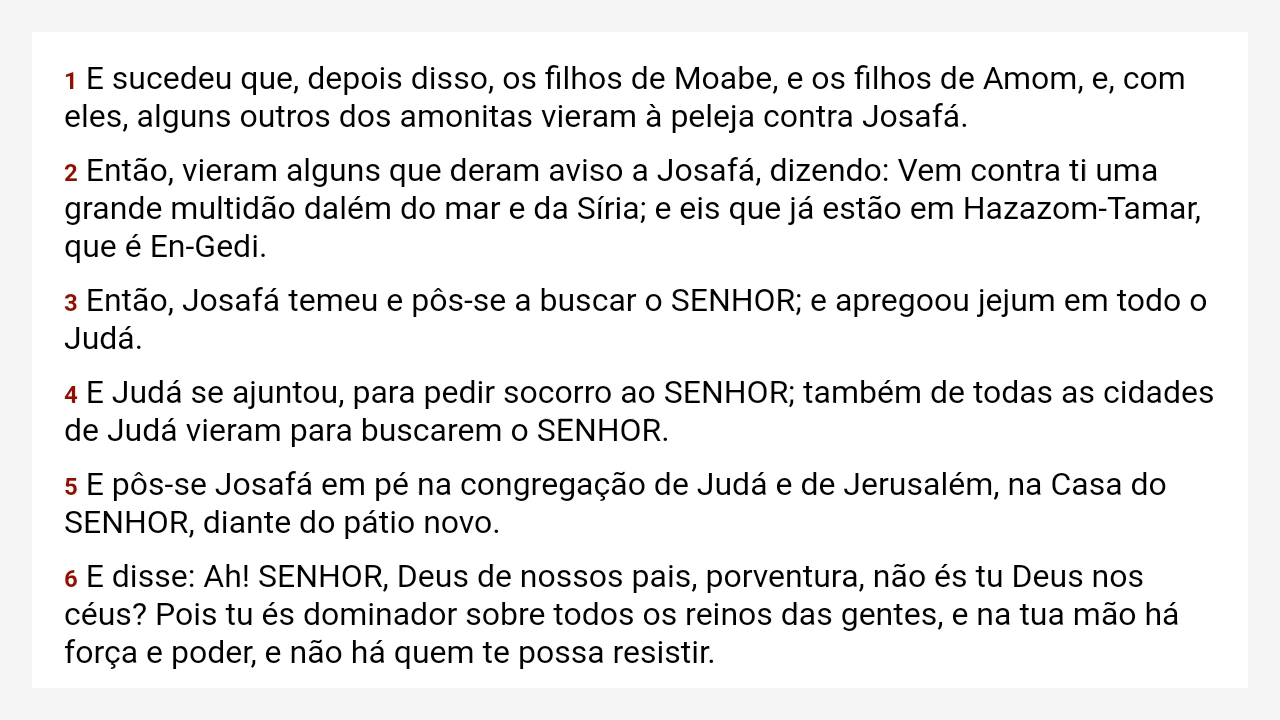 1 E sucedeu que, depois disso, os filhos de Moabe, e os filhos de Amom, e, com
eles, alguns outros dos amonitas vieram à peleja contra Josafá.
2 Então, vieram alguns que deram aviso a Josafá, dizendo: Vem contra ti uma
grande multidão dalém do mar e da Síria; e eis que já estão em Hazazom-Tamar,
que é En-Gedi.
3 Então, Josafá temeu e pôs-se a buscar o SENHOR; e apregoou jejum em todo o
Judá.
4 E Judá se ajuntou, para pedir socorro ao SENHOR; também de todas as cidades
de Judá vieram para buscarem o SENHOR.
5 E pôs-se Josafá em pé na congregação de Judá e de Jerusalém, na Casa do
SENHOR, diante do pátio novo.
6 E disse: Ah! SENHOR, Deus de nossos pais, porventura, não és tu Deus nos
céus? Pois tu és dominador sobre todos os reinos das gentes, e na tua mão há
força e poder, e não há quem te possa resistir.